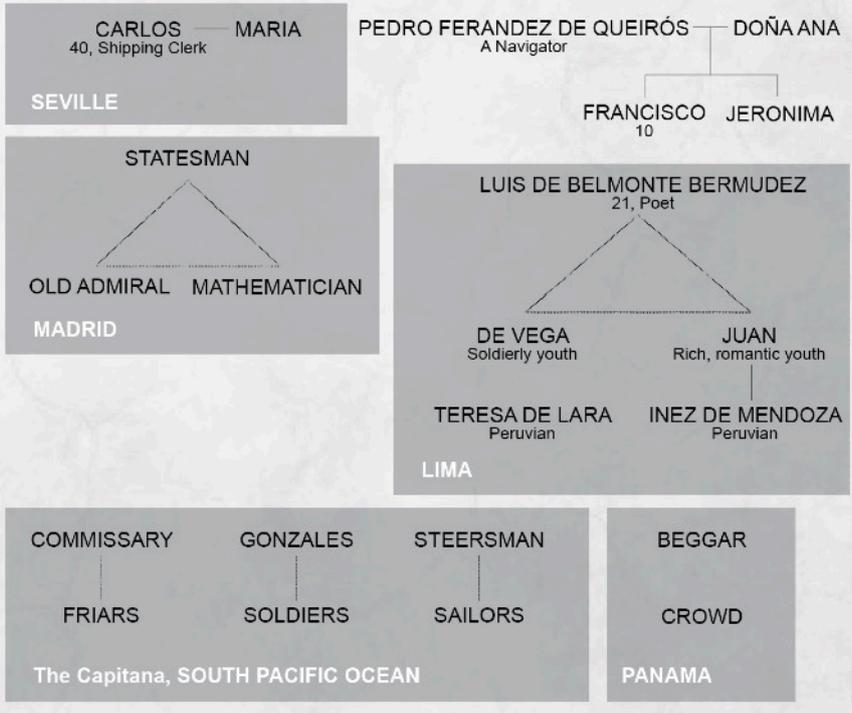 CARLOS MARIA
40, Shipping Clerk
SEVILLE
PEDRO FERANDEZ DE QUEIRÓS DOÑA ANA
A Navigator
FRANCISCO JERONIMA
10
STATESMAN
OLD ADMIRAL MATHEMATICIAN
MADRID
LUIS DE BELMONTE BERMUDEZ
21, Poet
DE VEGA JUAN
Soldierly youth Rich, romantic youth
TERESA DE LARA INEZ DE MENDOZA
Peruvian Peruvian
LIMA
COMMISSARY GONZALES STEERSMAN
FRIARS SOLDIERS SAILORS
The Capitana, SOUTH PACIFIC OCEAN
BEGGAR
CROWD
PANAMA